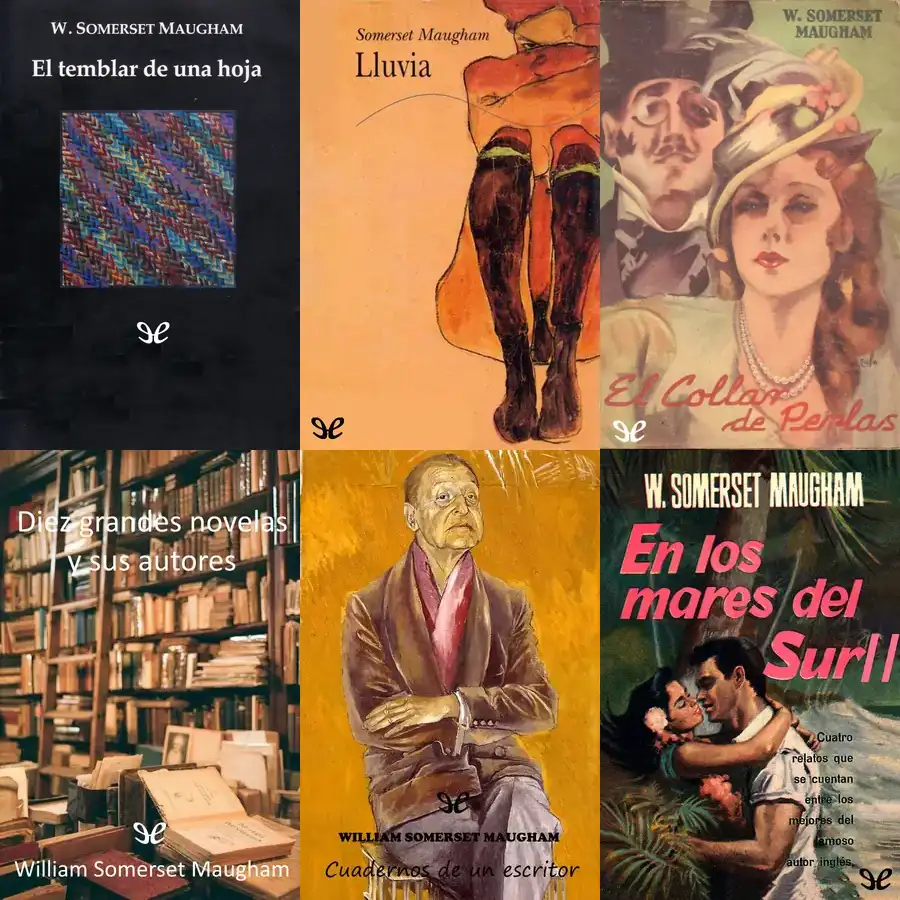 W. SOMERSET MAUGHAM
El temblar de una hoja
Somerset Maugham
Lluvia
W. SOMERSET
MAUGHAM
El Collar
de Perlas
Diez grandes novelas
y sus autores
William Somerset Maugham
WILLIAM SOMERSET MAUGHAM
Cuadernos de un escritor
W. SOMERSET MAUGHAM
En los
mares del
Sur||
Cuatro
relatos que
se cuentan
entre los
mejores del
famoso
autor inglés.